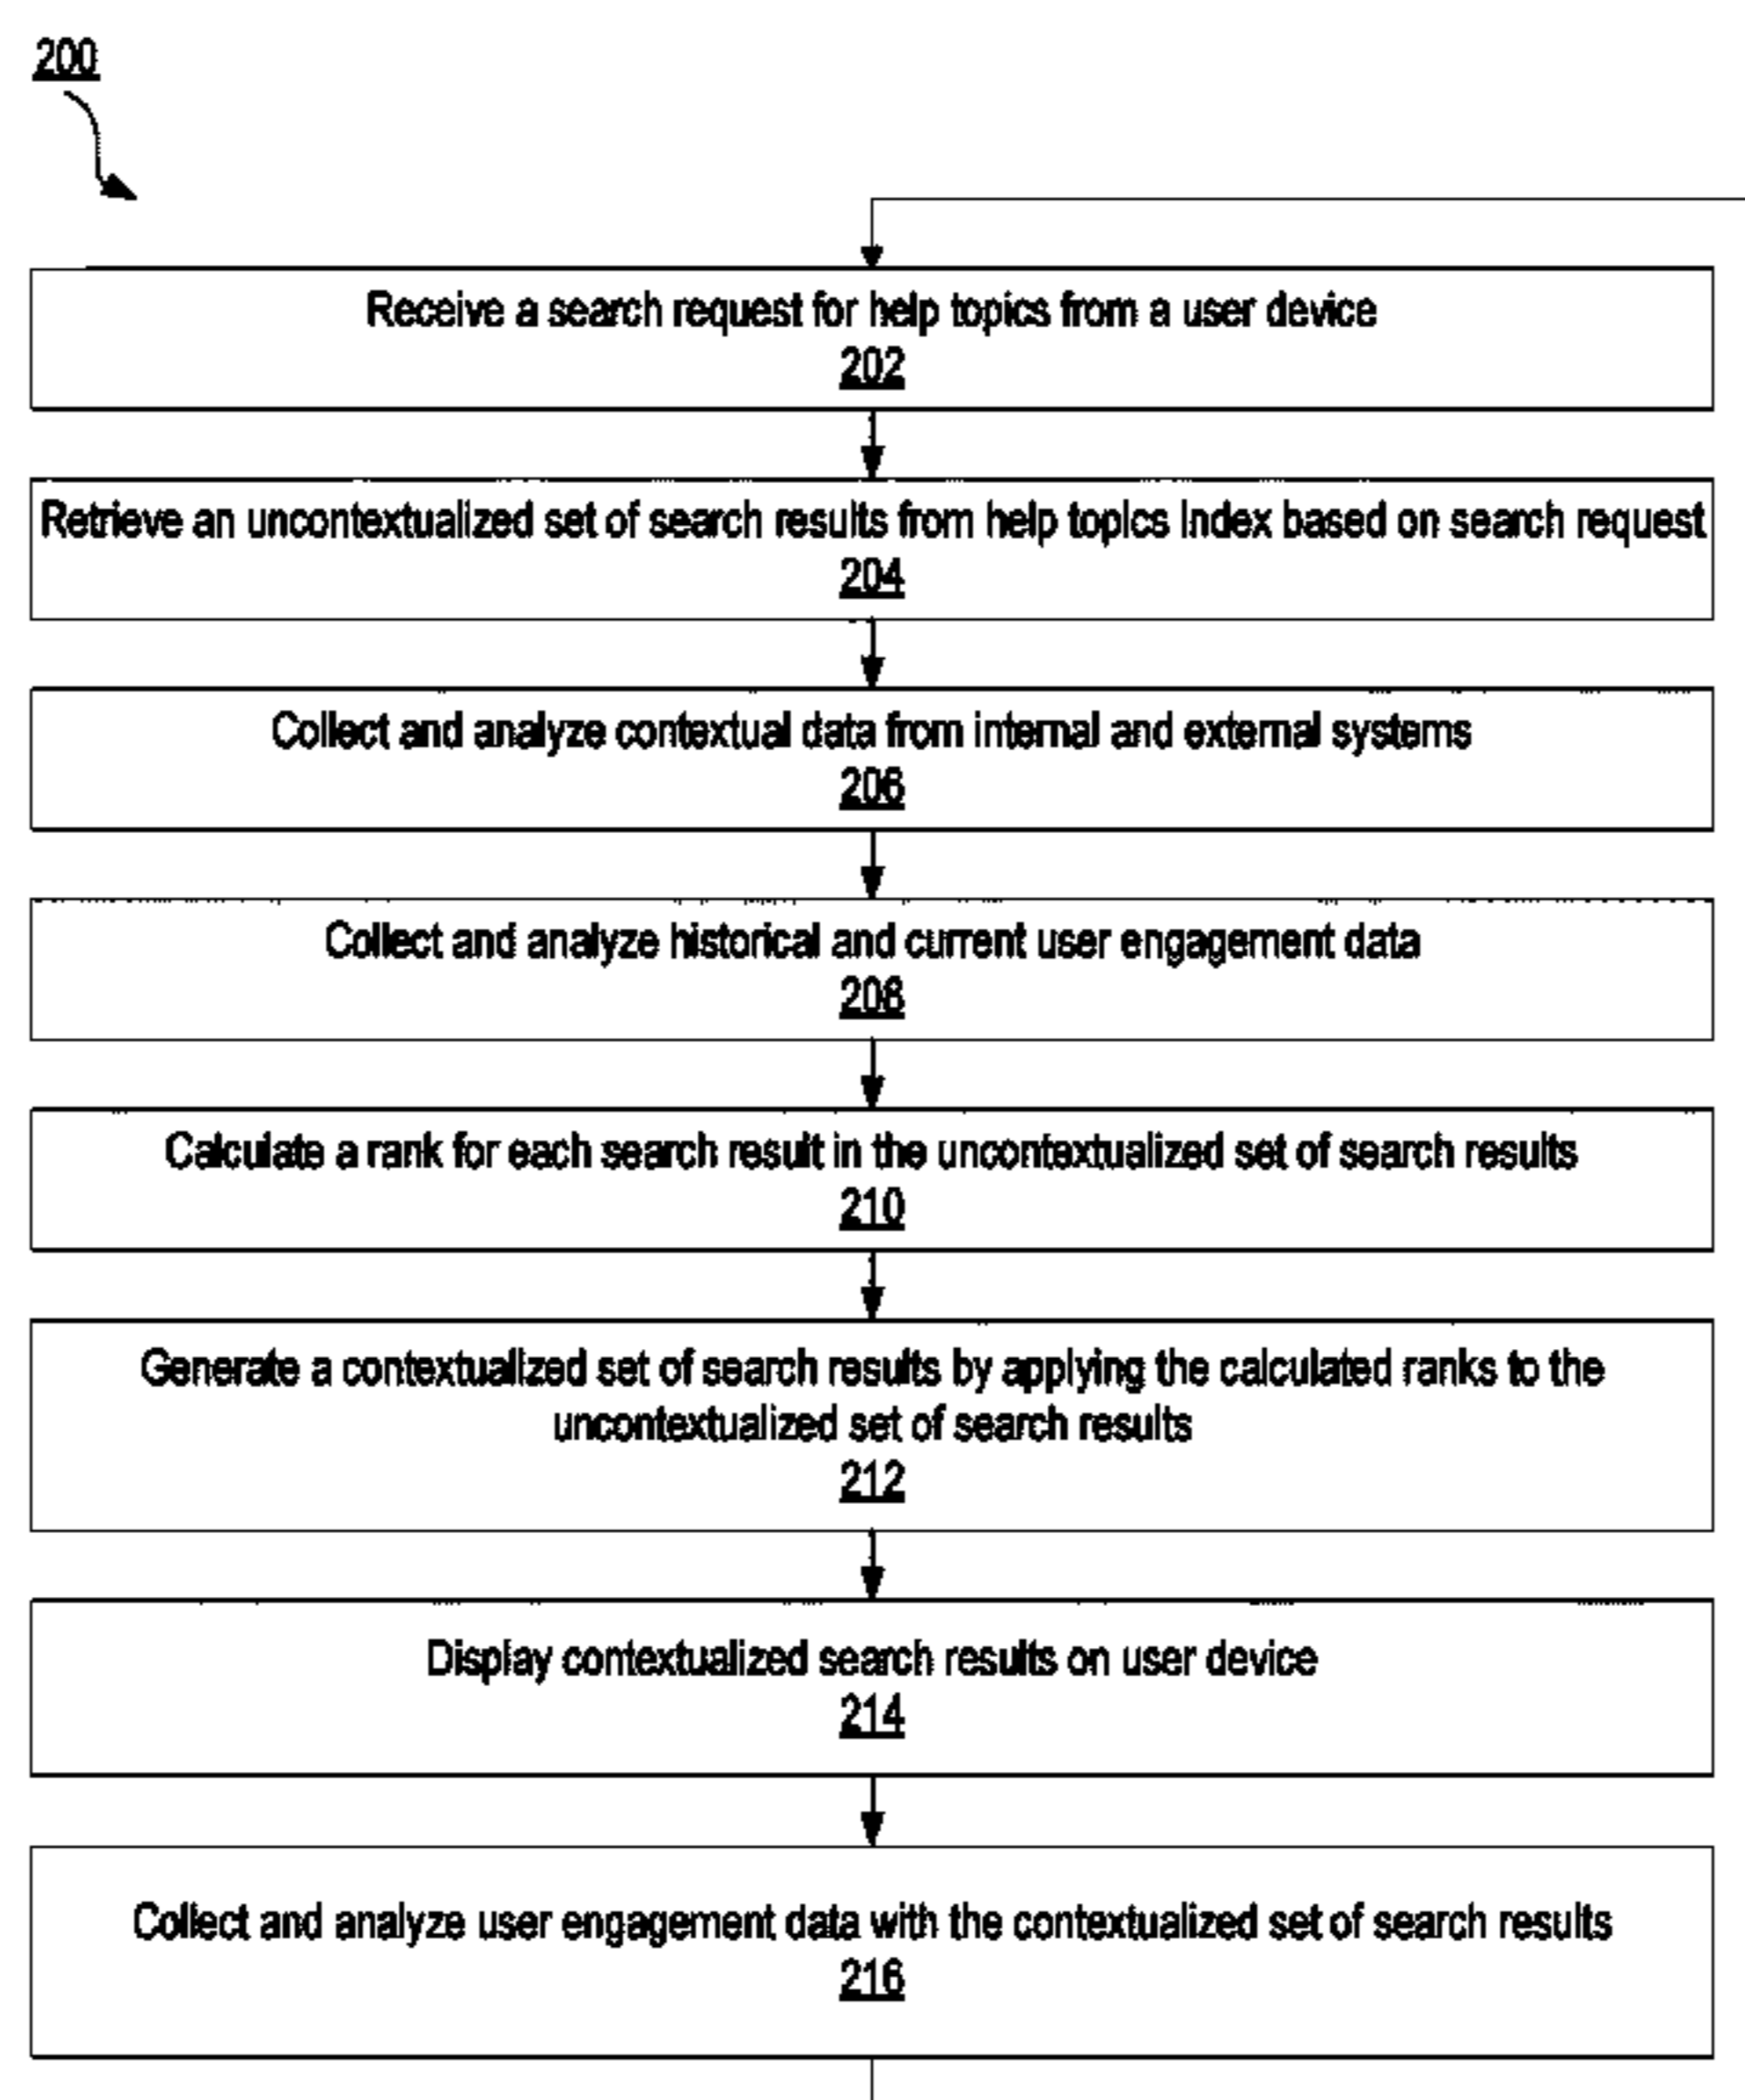 200
Receive a search request for help topics from a user device
202
Retrieve an uncontextualized set of search results from help topics index based on search request
204
Collect and analyze contextual data from internal and external systems
206
Collect and analyze historical and current user engagement data
208
Calculate a rank for each search result in the uncontextualized set of search results
210
Generate a contextualized set of search results by applying the calculated ranks to the
uncontextualized set of search results
212
Display contextualized search results on user device
214
Collect and analyze user engagement data with the contextualized set of search results
216